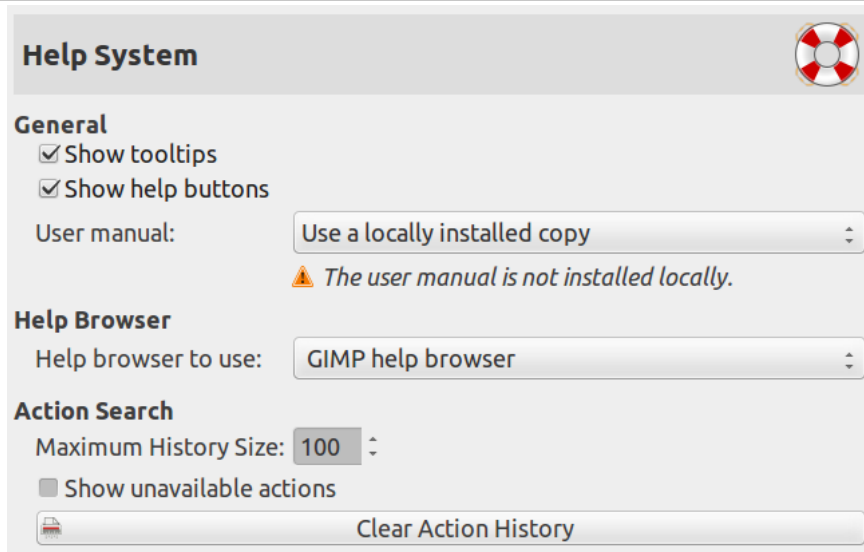 Help System
General
Show tooltips
Show help buttons
User manual: Use a locally installed copy
The user manual is not installed locally.
Help Browser
Help browser to use: GIMP help browser
Action Search
Maximum History Size: 100
Show unavailable actions
Clear Action History